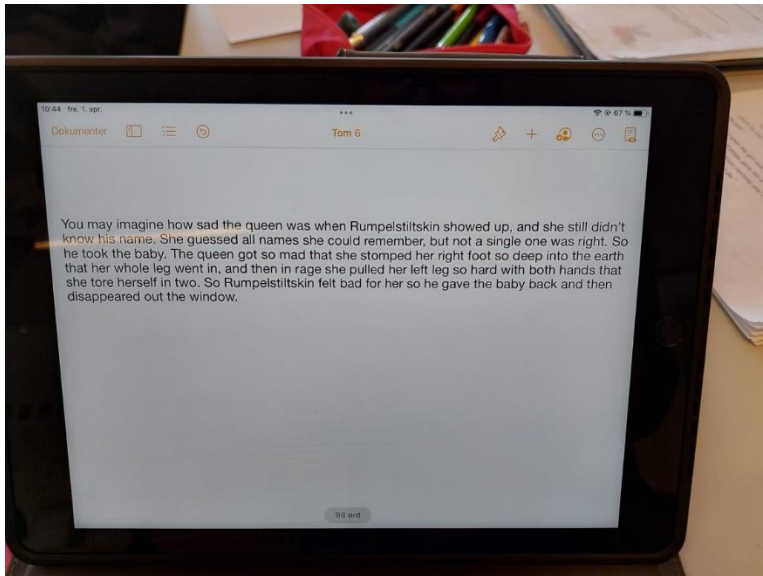 10:44 fre. 1. apr.
67 %
Dokumenter
Tom 6
You may imagine how sad the queen was when Rumpelstiltskin showed up, and she still didn't
know his name. She guessed all names she could remember, but not a single one was right. So
he took the baby. The queen got so mad that she stomped her right foot so deep into the earth
that her whole leg went in, and then in rage she pulled her left leg so hard with both hands that
she tore herself in two. So Rumpelstiltskin felt bad for her so he gave the baby back and then
disappeared out the window.
98 ord